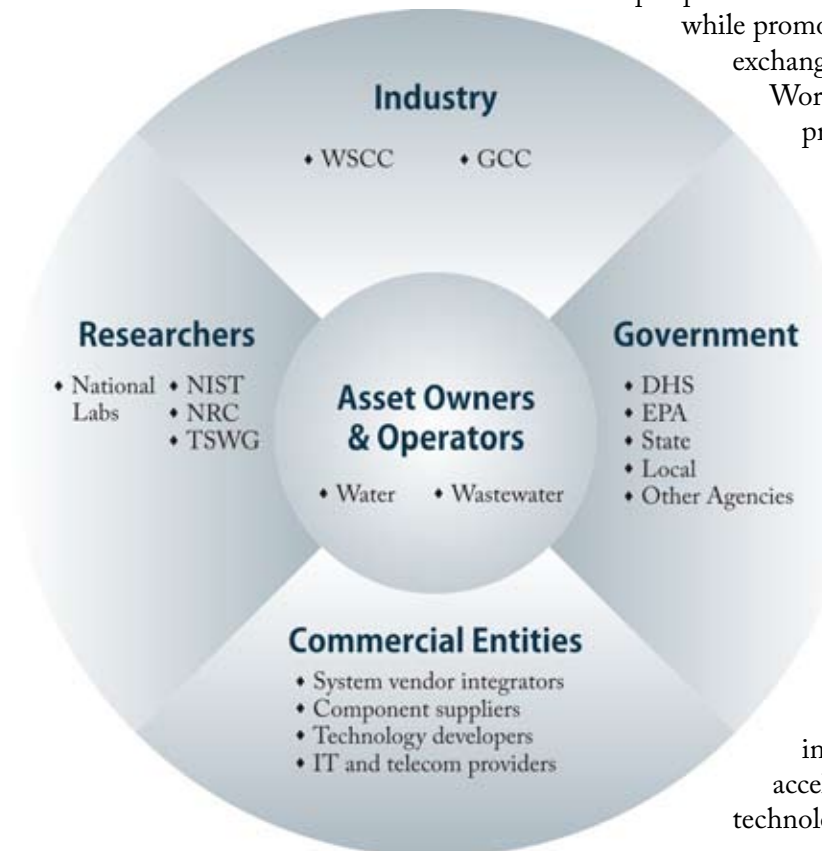 while promo
exchang
Wor
pr
Industry
♦ WSCC ♦ GCC
Researchers
♦ National Labs
♦ NIST
♦ NRC
♦ TSWG
Government
♦ DHS
♦ EPA
♦ State
♦ Local
♦ Other Agencies
Asset Owners
& Operators
♦ Water ♦ Wastewater
Commercial Entities
♦ System vendor integrators
♦ Component suppliers
♦ Technology developers
♦ IT and telecom providers
in
accel
technolo